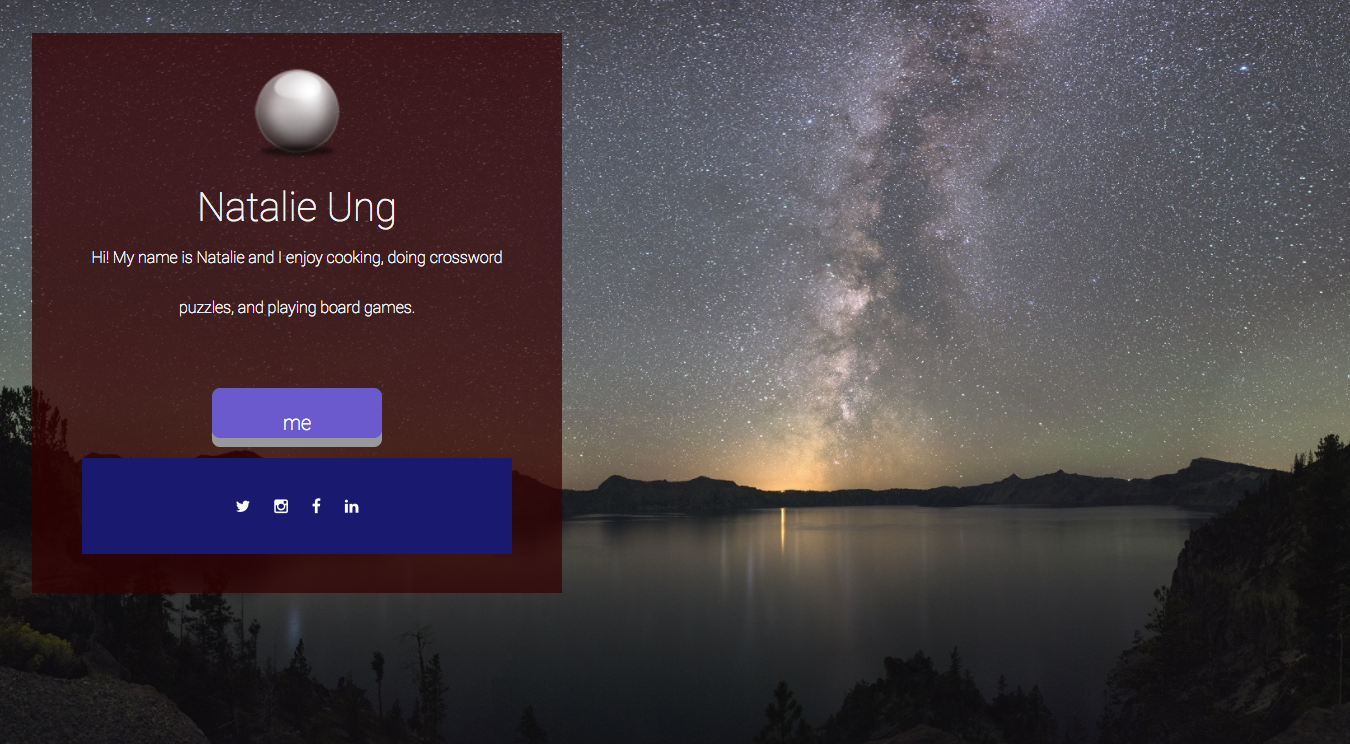 Natalie Ung
Hi! My name is Natalie and I enjoy cooking, doing crossword
puzzles, and playing board games.
me